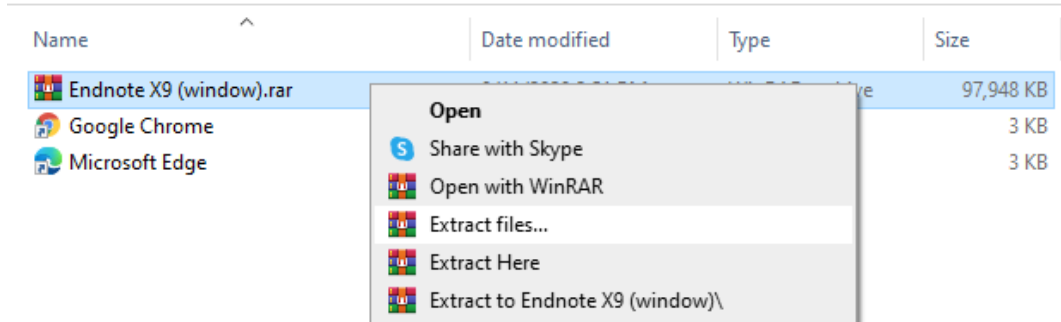 Name Date modified Type Size
Endnote X9 (window).rar 97,948 KB
Google Chrome 3 KB
Microsoft Edge 3 KB
Open
Share with Skype
Open with WinRAR
Extract files...
Extract Here
Extract to Endnote X9 (window)\